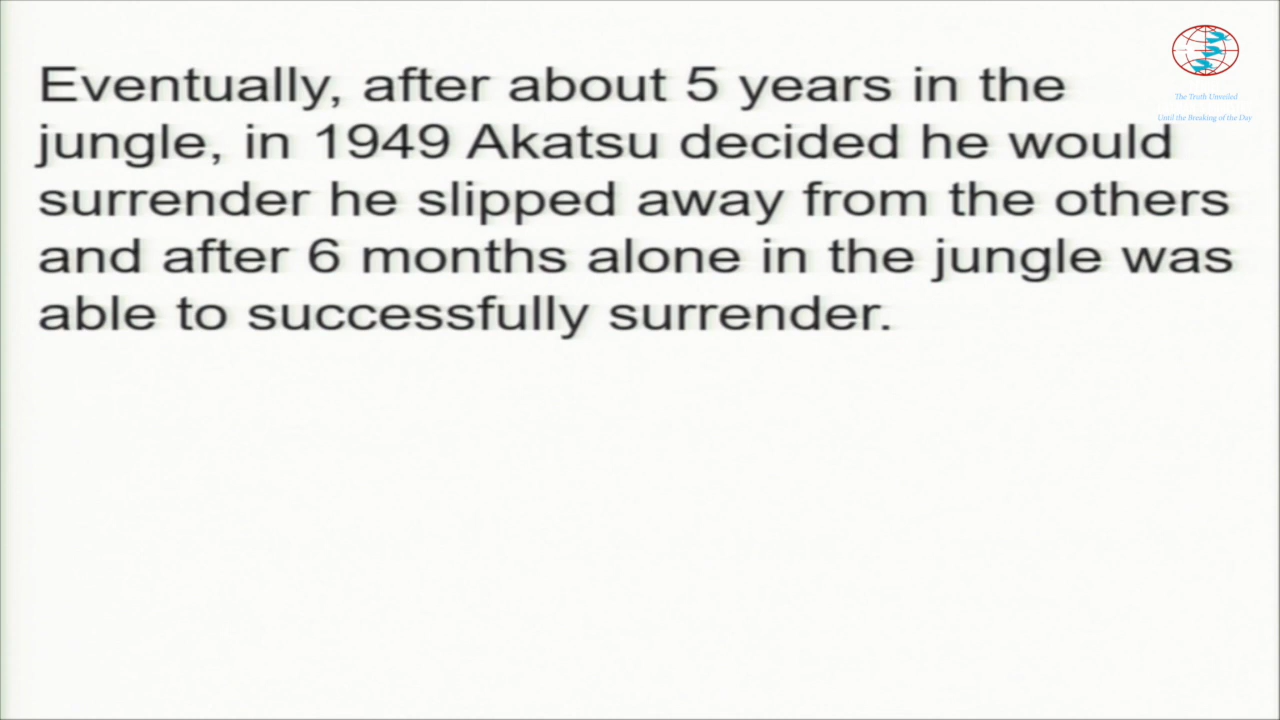 Eventually, after about 5 years in the
jungle, in 1949 Akatsu decided he would
surrender he slipped away from the others
and after 6 months alone in the jungle was
able to successfully surrender.
The Truth Unveiled
Until the Breaking of the Day